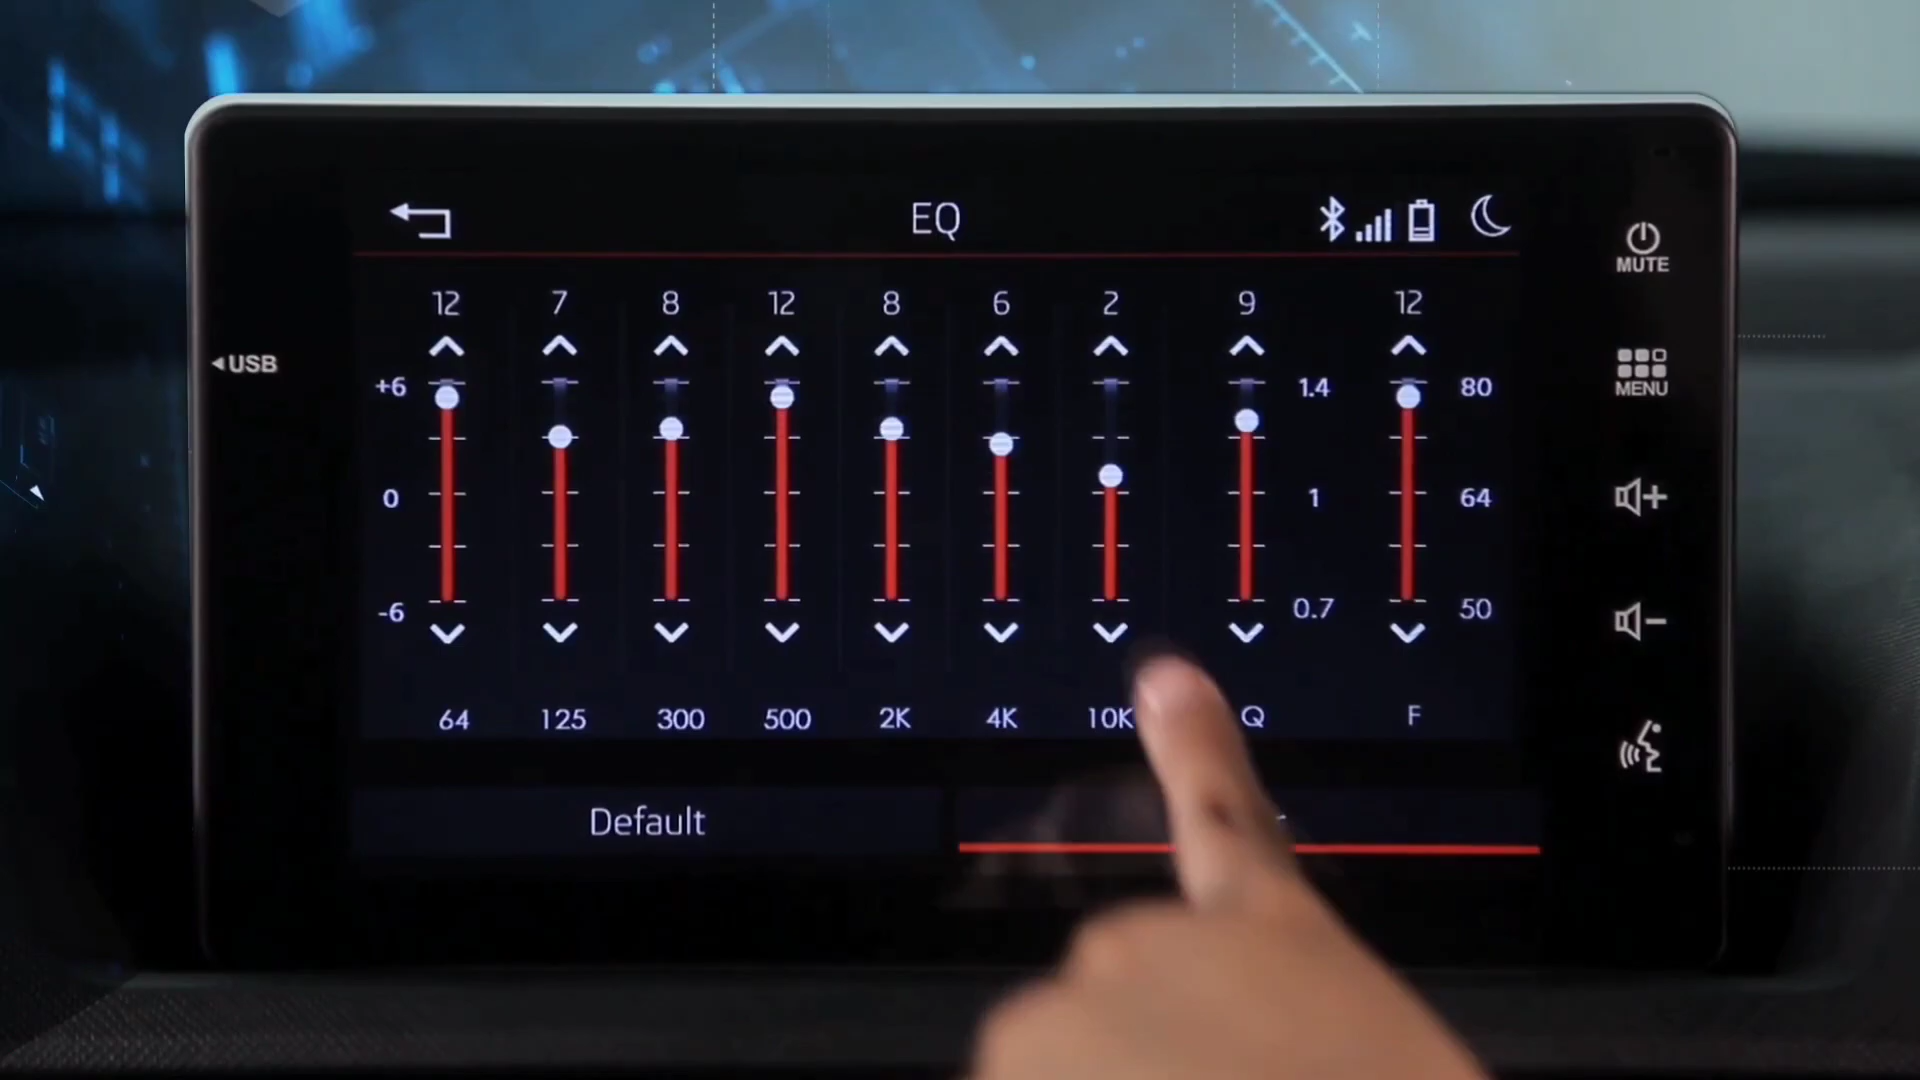 EQ
MUTE
12 7 8 12 8 6 2 9 12
USB
MENU
+6 1.4 80
0 1 64
-6 0.7 50
64 125 300 500 2K 4K 10K Q F
Default